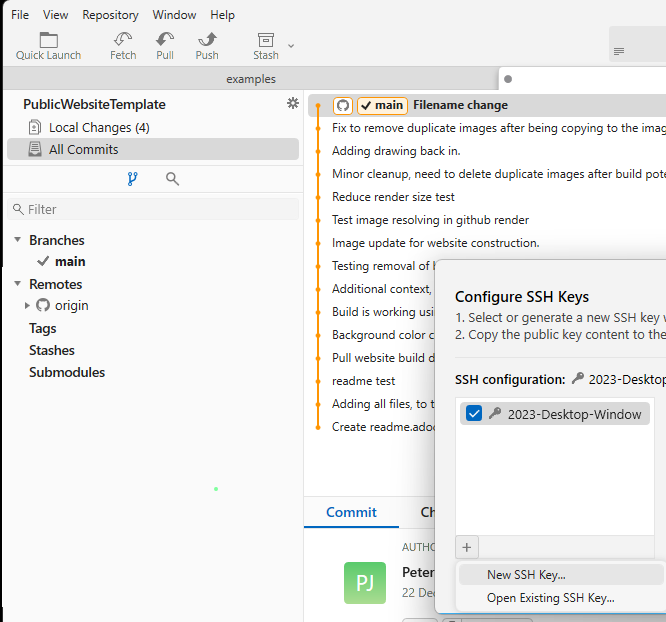 File View Repository Window Help
Quick Launch Fetch Pull Push Stash
examples
PublicWebsiteTemplate
Local Changes (4)
All Commits
Filter
Branches
main
Remotes
origin
Tags
Stashes
Submodules
main Filename change
Fix to remove duplicate images after being copying to the imag
Adding drawing back in.
Minor cleanup, need to delete duplicate images after build pote
Reduce render size test
Test image resolving in github render
Image update for website construction.
Testing removal of
Additional context,
Build is working usi
Background color c
Pull website build d
readme test
Adding all files, to t
Create readme.adoc
Commit Ch
AUTHO
PJ
Peter
22 Dec
Configure SSH Keys
1. Select or generate a new SSH key w
2. Copy the public key content to the
SSH configuration: 2023-Desktop
2023-Desktop-Window
+
New SSH Key...
Open Existing SSH Key...